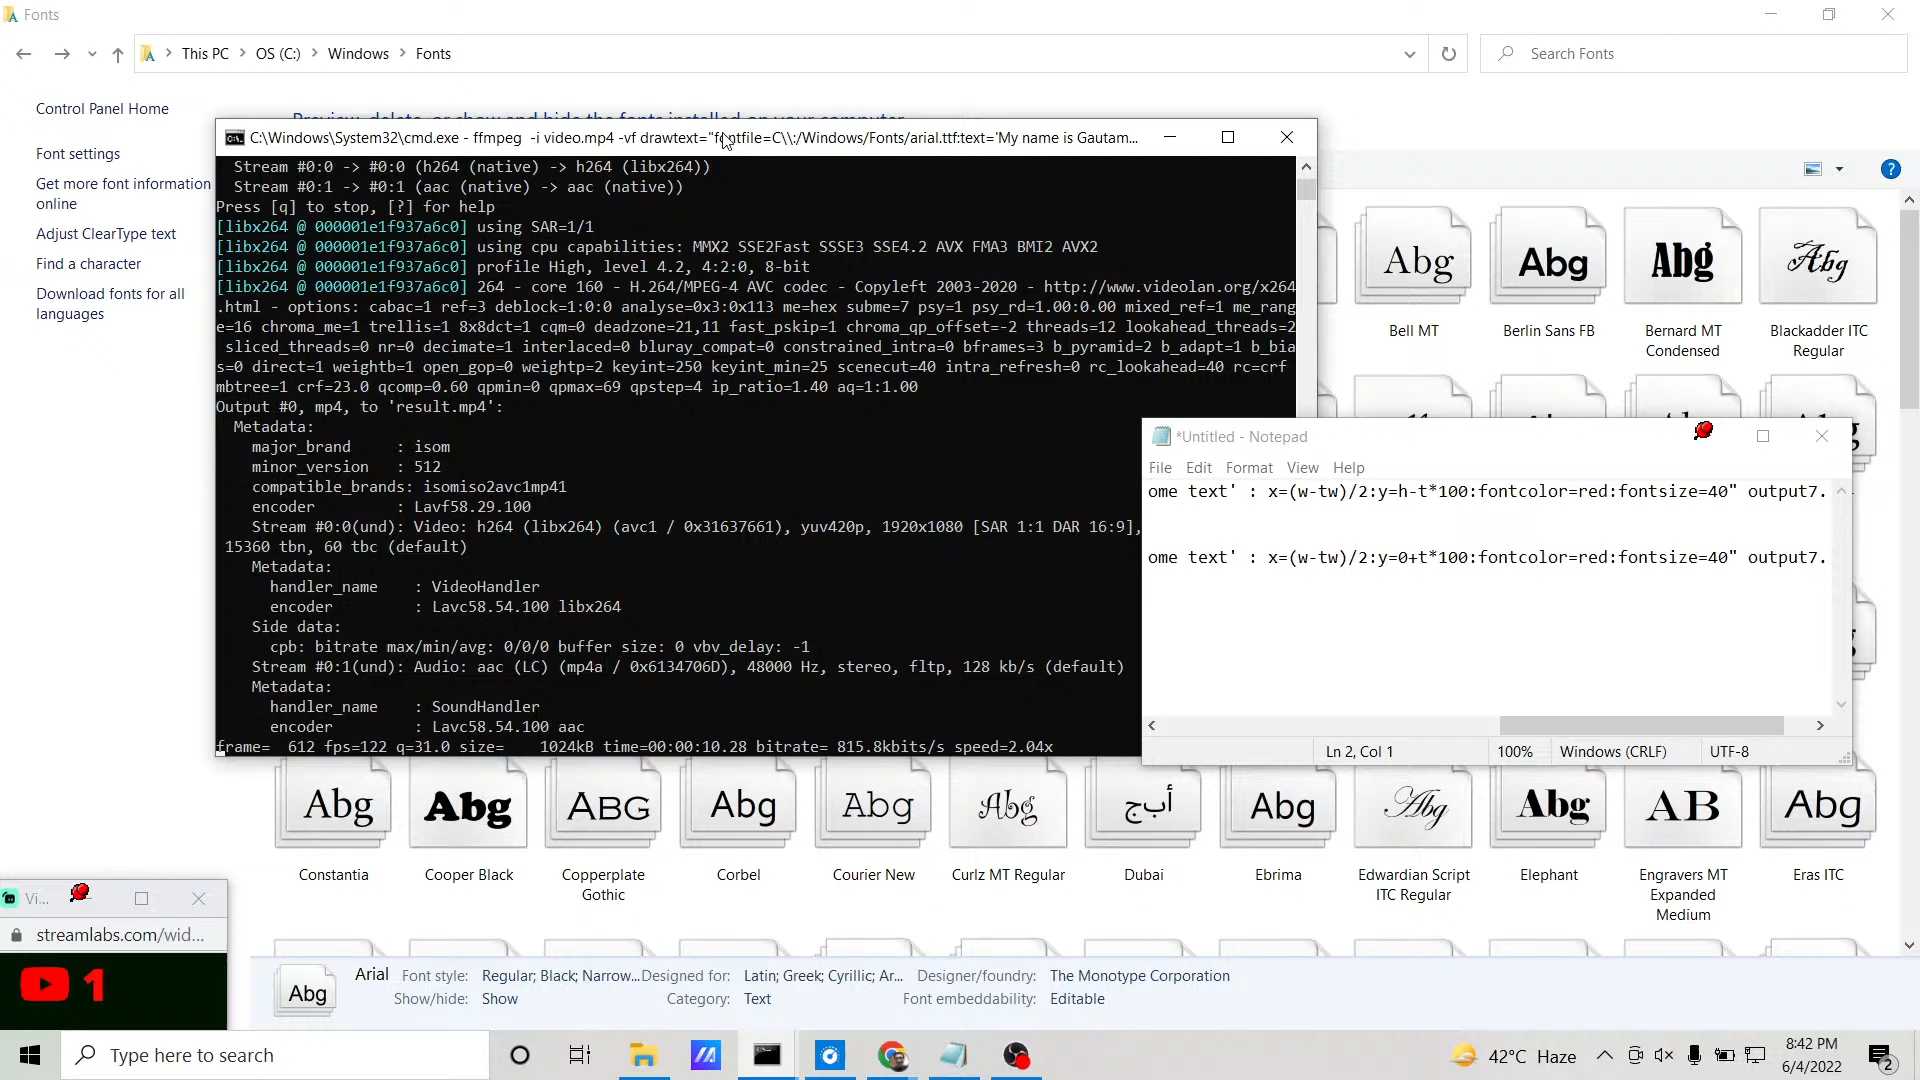 Fonts
This PC > OS (C:) > Windows > Fonts
Search Fonts
Control Panel Home
Font settings
Get more font information
online
Adjust ClearType text
Find a character
Download fonts for all
languages
Preview, delete, or show and hide the fonts installed on your computer
C:\Windows\System32\cmd.exe - ffmpeg  -i video.mp4 -vf drawtext="fontfile=C\\:/Windows/Fonts/arial.ttf:text='My name is Gautam...
Stream #0:0 -> #0:0 (h264 (native) -> h264 (libx264))
Stream #0:1 -> #0:1 (aac (native) -> aac (native))
Press [q] to stop, [?] for help
[libx264 @ 000001e1f937a6c0] using SAR=1/1
[libx264 @ 000001e1f937a6c0] using cpu capabilities: MMX2 SSE2Fast SSSE3 SSE4.2 AVX FMA3 BMI2 AVX2
[libx264 @ 000001e1f937a6c0] profile High, level 4.2, 4:2:0, 8-bit
[libx264 @ 000001e1f937a6c0] 264 - core 160 - H.264/MPEG-4 AVC codec - Copyleft 2003-2020 - http://www.videolan.org/x264
.html - options: cabac=1 ref=3 deblock=1:0:0 analyse=0x3:0x113 me=hex subme=7 psy=1 psy_rd=1.00:0.00 mixed_ref=1 me_rang
e=16 chroma_me=1 trellis=1 8x8dct=1 cqm=0 deadzone=21,11 fast_pskip=1 chroma_qp_offset=-2 threads=12 lookahead_threads=2
sliced_threads=0 nr=0 decimate=1 interlaced=0 bluray_compat=0 constrained_intra=0 bframes=3 b_pyramid=2 b_adapt=1 b_bia
s=0 direct=1 weightb=1 open_gop=0 weightp=2 keyint=250 keyint_min=25 scenecut=40 intra_refresh=0 rc_lookahead=40 rc=crf
mbtree=1 crf=23.0 qcomp=0.60 qpmin=0 qpmax=69 qpstep=4 ip_ratio=1.40 aq=1:1.00
Output #0, mp4, to 'result.mp4':
Metadata:
major_brand     : isom
minor_version   : 512
compatible_brands: isomiso2avc1mp41
encoder         : Lavf58.29.100
Stream #0:0(und): Video: h264 (libx264) (avc1 / 0x31637661), yuv420p, 1920x1080 [SAR 1:1 DAR 16:9],
15360 tbn, 60 tbc (default)
Metadata:
handler_name    : VideoHandler
encoder         : Lavc58.54.100 libx264
Side data:
cpb: bitrate max/min/avg: 0/0/0 buffer size: 0 vbv_delay: -1
Stream #0:1(und): Audio: aac (LC) (mp4a / 0x6134706D), 48000 Hz, stereo, fltp, 128 kb/s (default)
Metadata:
handler_name    : SoundHandler
encoder         : Lavc58.54.100 aac
frame=  612 fps=122 q=31.0 size=    1024kB time=00:00:10.28 bitrate= 815.8kbits/s speed=2.04x
Abg Abg Abg Abg
Bell MT
Berlin Sans FB
Bernard MT
Condensed
Blackadder ITC
Regular
*Untitled - Notepad
File Edit Format View Help
ome text' : x=(w-tw)/2:y=h-t*100:fontcolor=red:fontsize=40" output7.
ome text' : x=(w-tw)/2:y=0+t*100:fontcolor=red:fontsize=40" output7.
Ln 2, Col 1 100% Windows (CRLF) UTF-8
Abg Abg ABG Abg Abg Abg أبج Abg Abg Abg AB Abg
Constantia
Cooper Black
Copperplate
Gothic
Corbel
Courier New
Curlz MT Regular
Dubai
Ebrima
Edwardian Script
ITC Regular
Elephant
Engravers MT
Expanded
Medium
Eras ITC
Vi...
streamlabs.com/wid...
1
Abg
Arial
Font style: Regular; Black; Narrow...
Show/hide: Show
Designed for: Latin; Greek; Cyrillic; Ar...
Category: Text
Designer/foundry: The Monotype Corporation
Font embeddability: Editable
Type here to search
42°C Haze
8:42 PM
6/4/2022
2